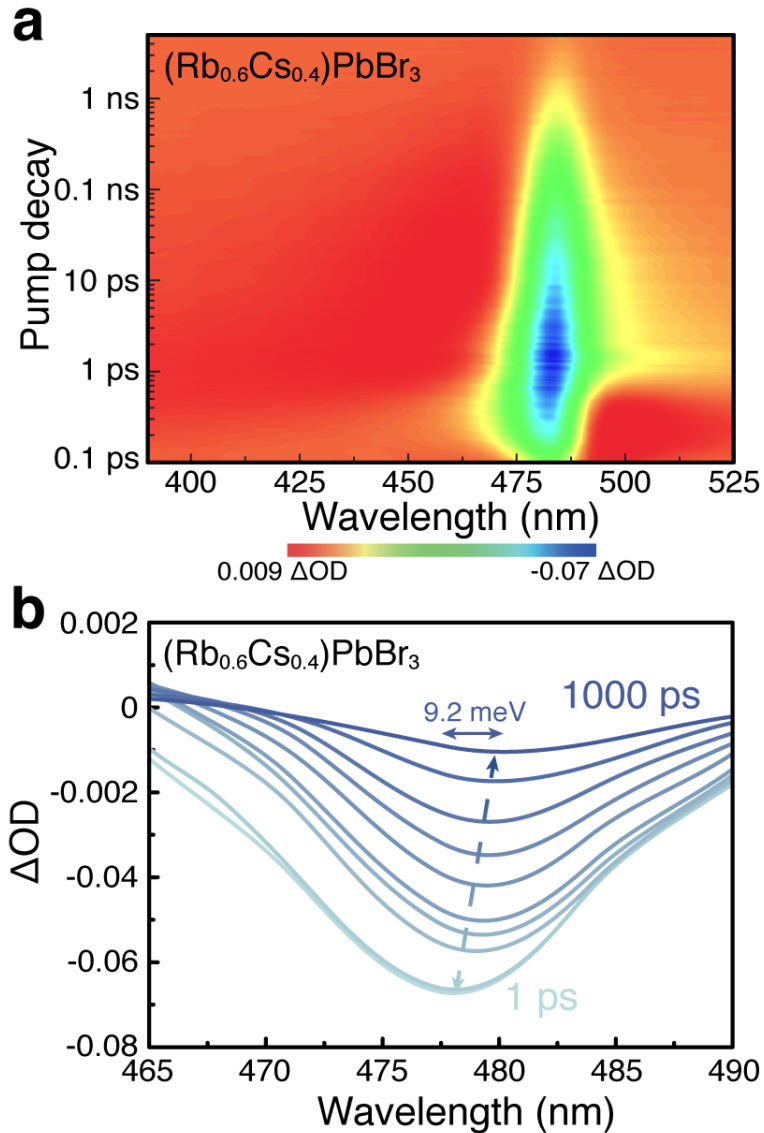 a
(Rb0.6Cs0.4)PbBr3
Pump decay
1 ns
0.1 ns
10 ps
1 ps
0.1 ps
400 425 450 475 500 525
Wavelength (nm)
0.009 ΔOD -0.07 ΔOD
b
(Rb0.6Cs0.4)PbBr3
1000 ps
9.2 meV
1 ps
ΔOD
0.002
0
-0.002
-0.04
-0.06
-0.08
465 470 475 480 485 490
Wavelength (nm)